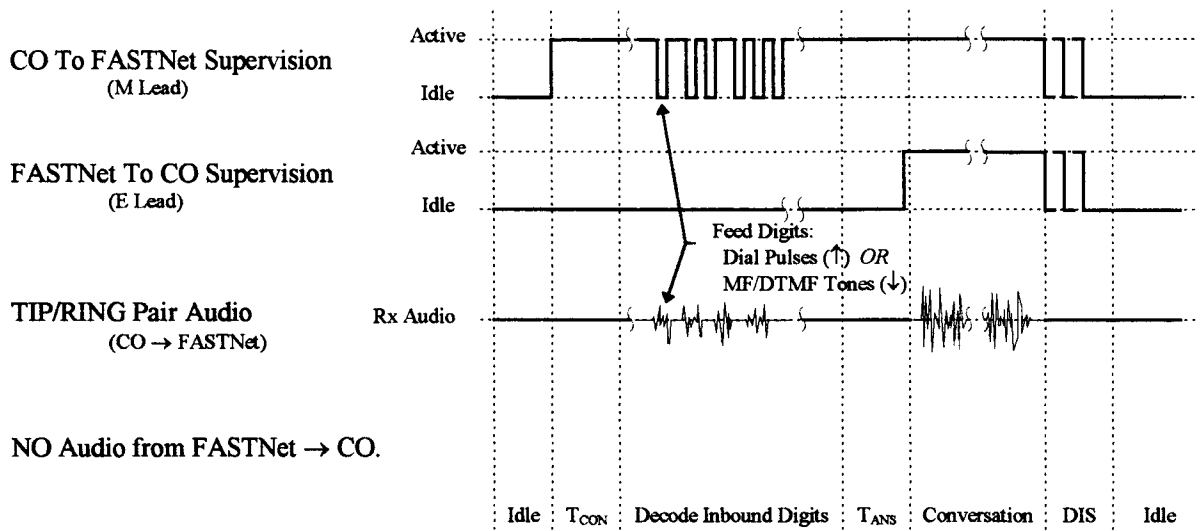 Active
CO To FASTNet Supervision
(M Lead)
Idle
Active
FASTNet To CO Supervision
(E Lead)
Idle
Feed Digits:
Dial Pulses (↑) OR
MF/DTMF Tones (↓)
TIP/RING Pair Audio
Rx Audio
(CO → FASTNet)
NO Audio from FASTNet → CO.
Idle TCON Decode Inbound Digits TANS Conversation DIS Idle